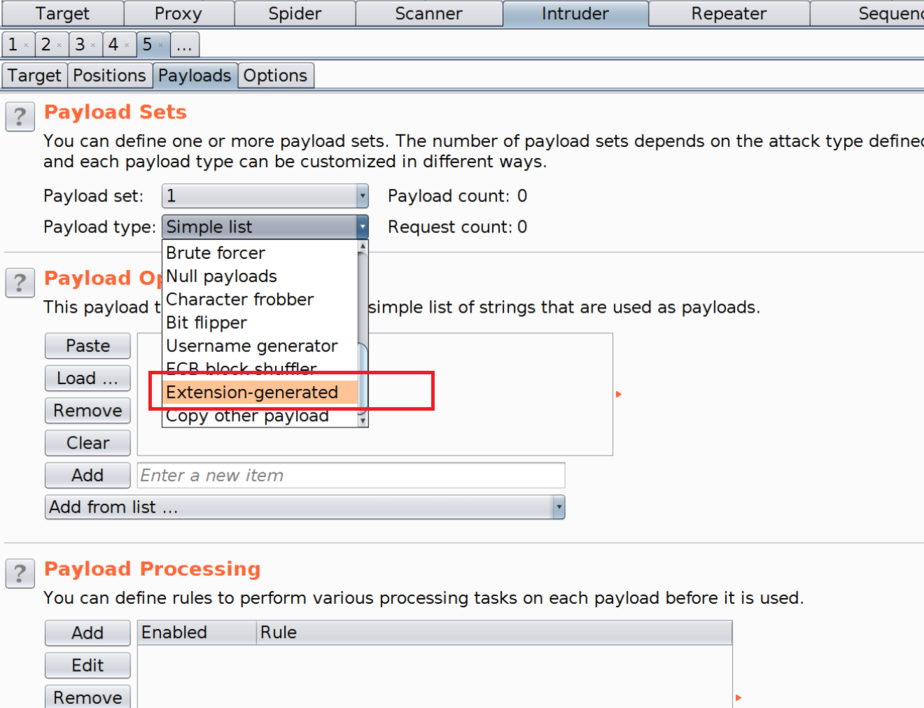 Target Proxy Spider Scanner Intruder Repeater Sequenc
1 × 2 × 3 × 4 × 5 × ...
Target Positions Payloads Options
? Payload Sets
You can define one or more payload sets. The number of payload sets depends on the attack type defined
and each payload type can be customized in different ways.
Payload set: 1 Payload count: 0
Payload type: Simple list Request count: 0
Brute forcer
Null payloads
? Payload Op
Character frobber
This payload t simple list of strings that are used as payloads.
Bit flipper
Paste Username generator
ECB block shuffler
Load ...
Extension-generated
Remove Copy other payload
Clear
Add Enter a new item
Add from list ...
? Payload Processing
You can define rules to perform various processing tasks on each payload before it is used.
Add Enabled Rule
Edit
Remove